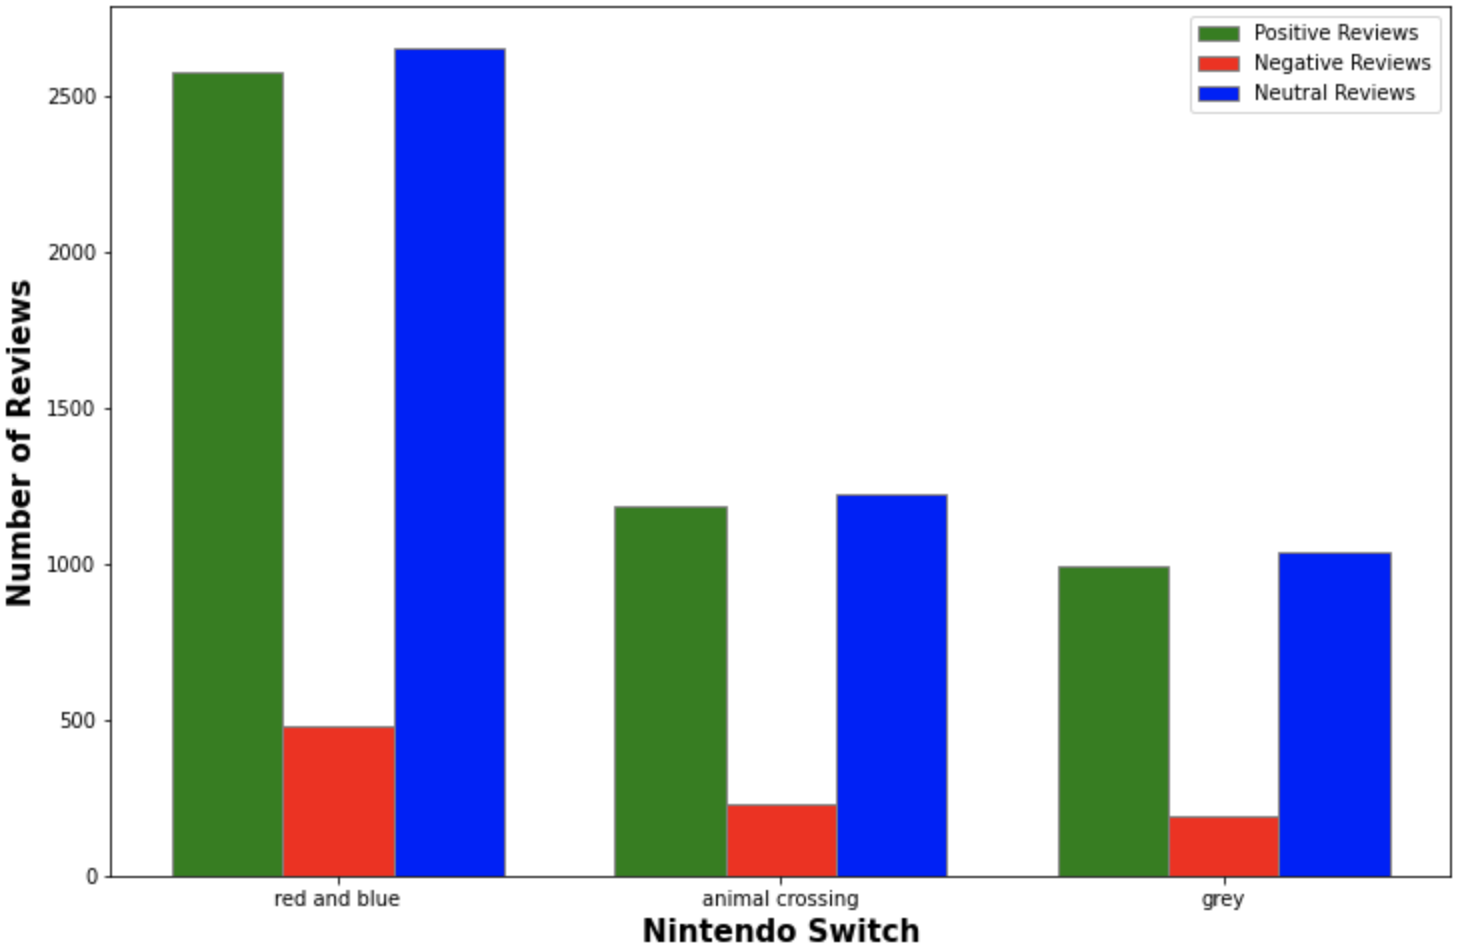 Positive Reviews
Negative Reviews
Neutral Reviews
Number of Reviews
2500
2000
1500
1000
500
0
red and blue
animal crossing
grey
Nintendo Switch